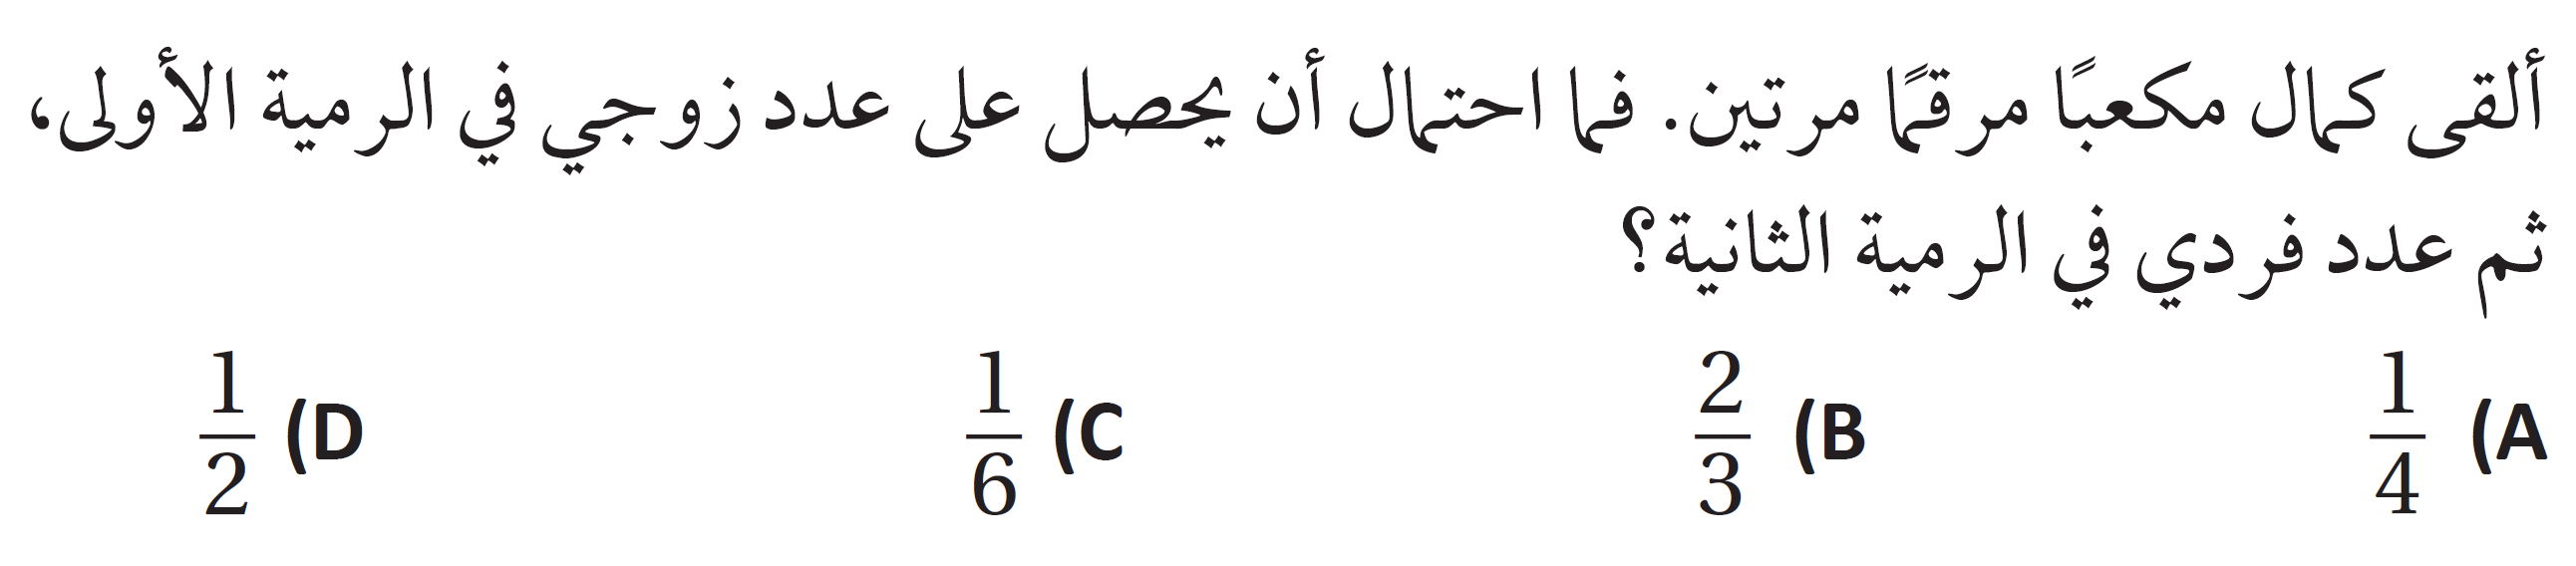 ألقى كمال مكعبًا مرقمًا مرتين. فما احتمال أن يحصل على عدد زوجي في الرمية الأولى،
ثم عدد فردي في الرمية الثانية؟
(A 1/4 (B 2/3 (C 1/6 (D 1/2